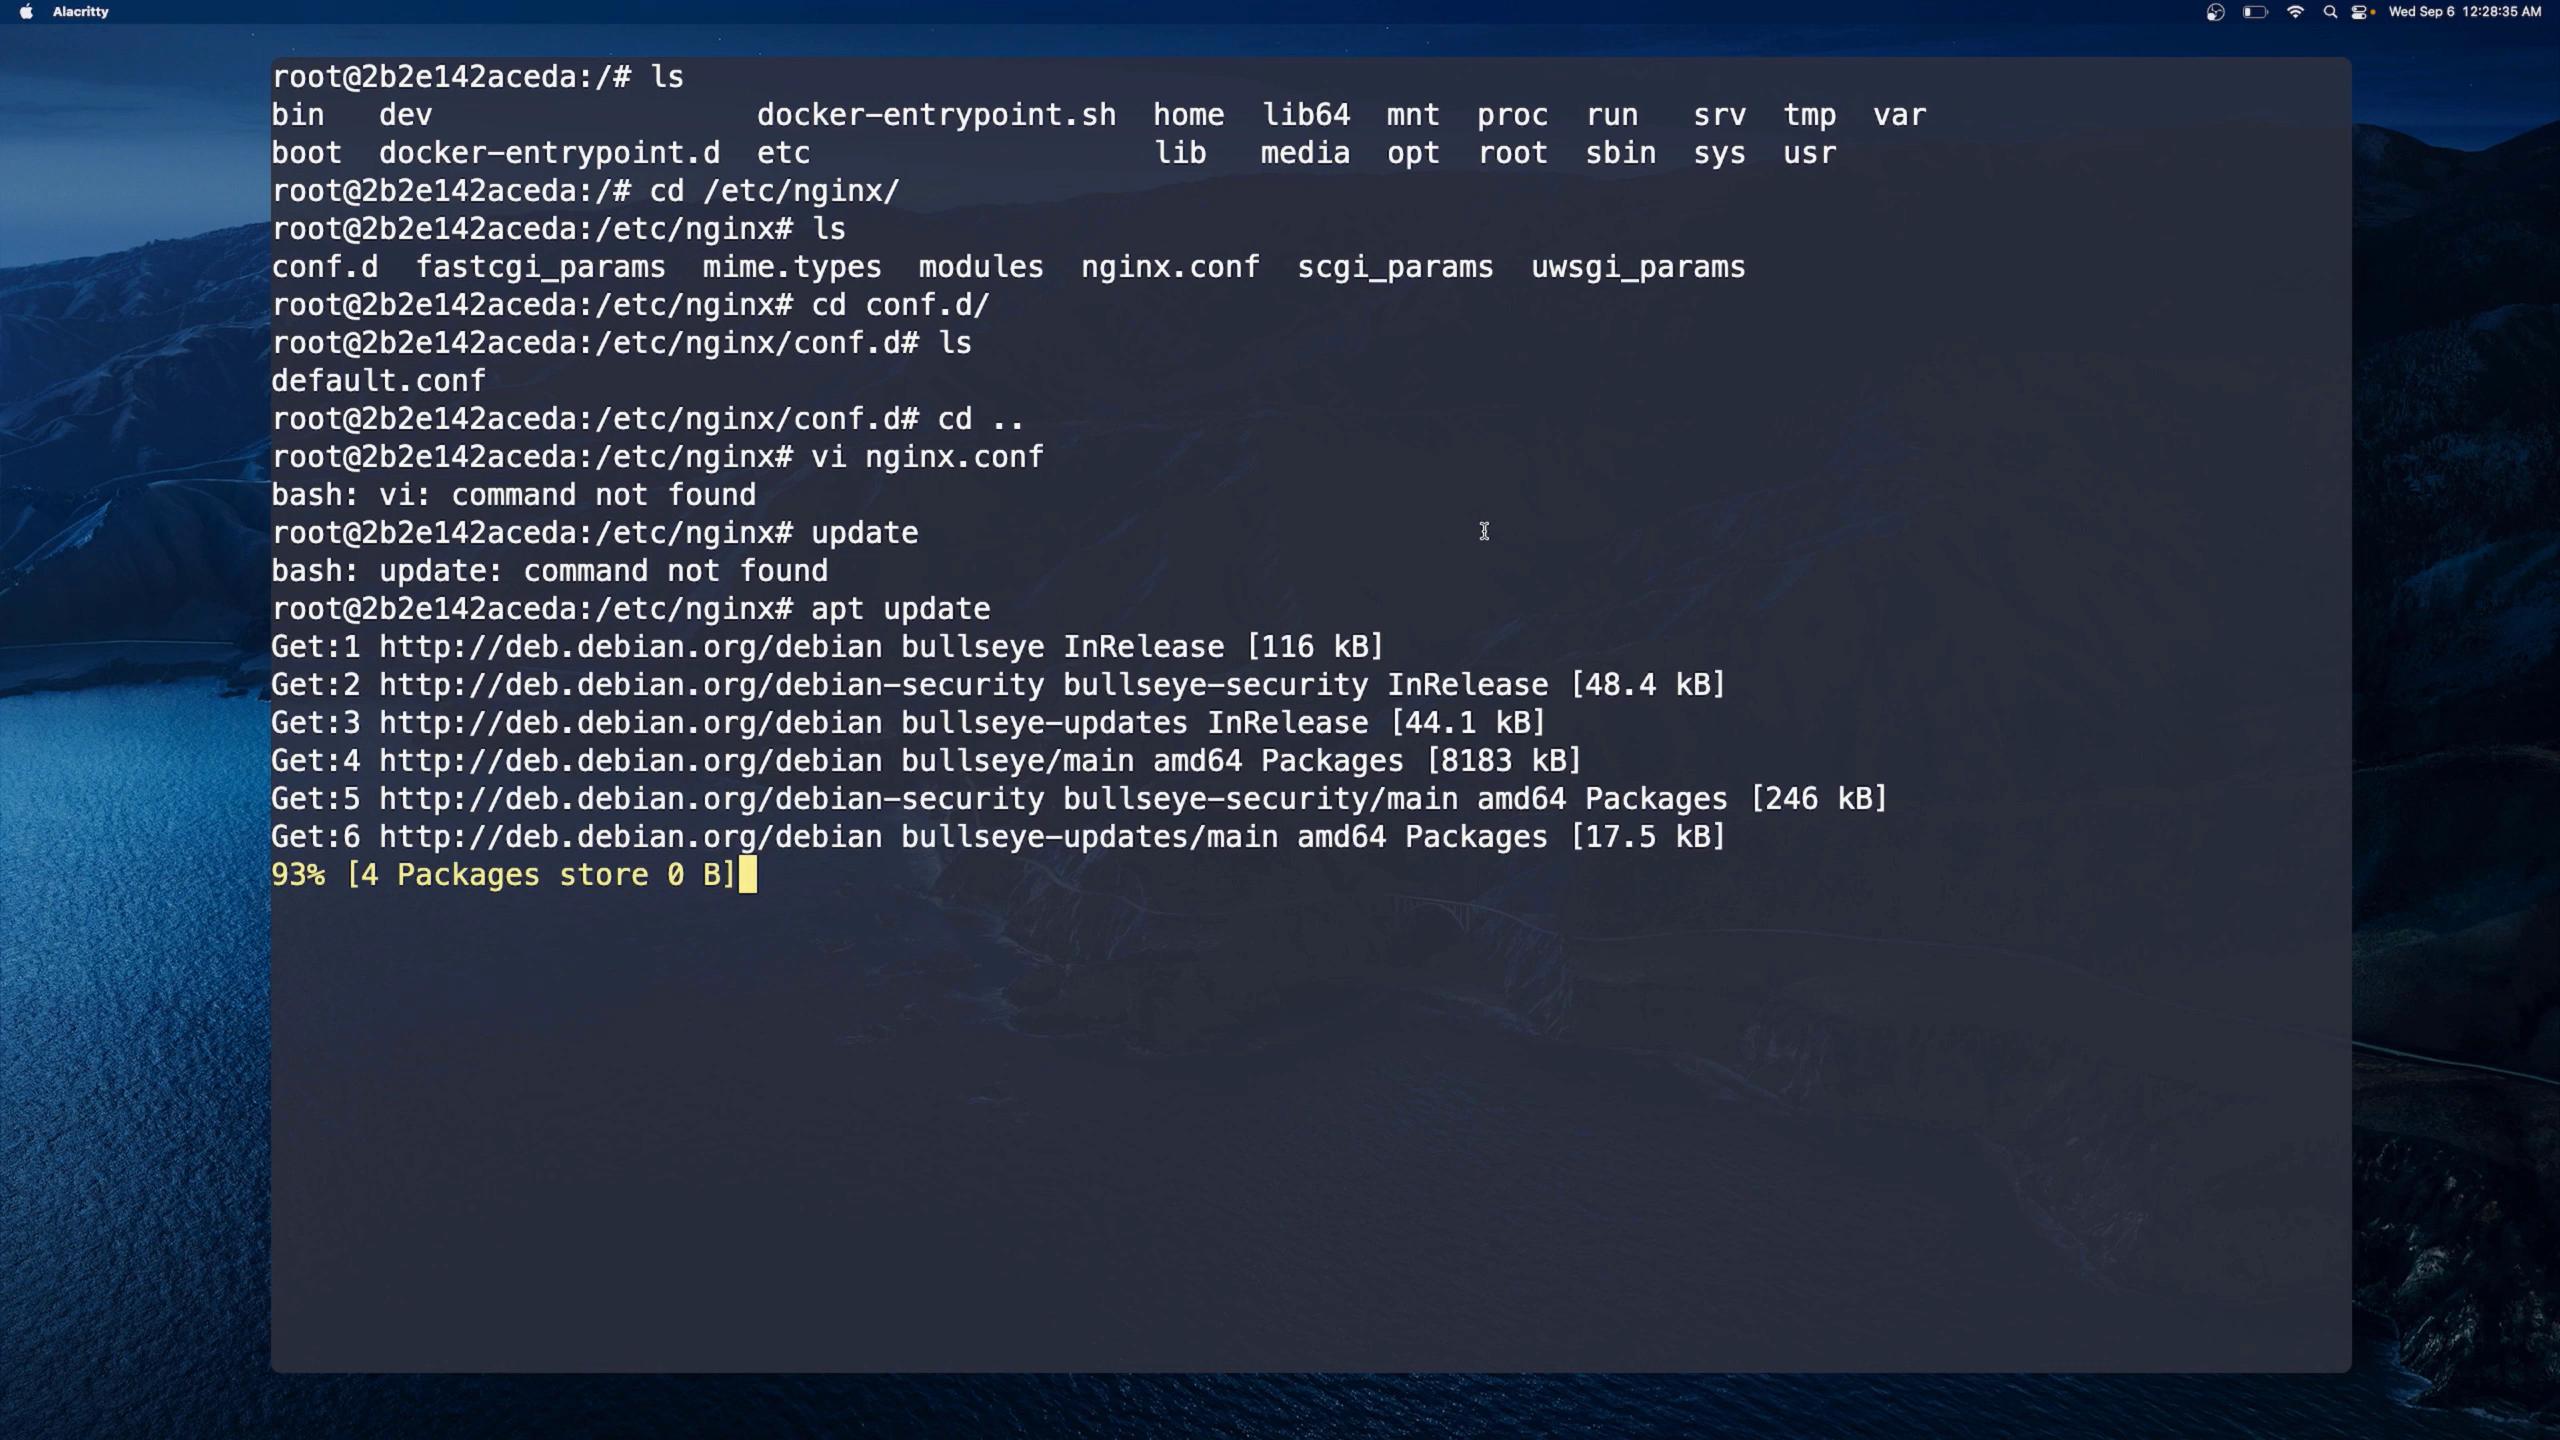 Alacritty
Wed Sep 6 12:28:35 AM
root@2b2e142aceda:/# ls
bin dev docker-entrypoint.sh home lib64 mnt proc run srv tmp var
boot docker-entrypoint.d etc lib media opt root sbin sys usr
root@2b2e142aceda:/# cd /etc/nginx/
root@2b2e142aceda:/etc/nginx# ls
conf.d fastcgi_params mime.types modules nginx.conf scgi_params uwsgi_params
root@2b2e142aceda:/etc/nginx# cd conf.d/
root@2b2e142aceda:/etc/nginx/conf.d# ls
default.conf
root@2b2e142aceda:/etc/nginx/conf.d# cd ..
root@2b2e142aceda:/etc/nginx# vi nginx.conf
bash: vi: command not found
root@2b2e142aceda:/etc/nginx# update
bash: update: command not found
root@2b2e142aceda:/etc/nginx# apt update
Get:1 http://deb.debian.org/debian bullseye InRelease [116 kB]
Get:2 http://deb.debian.org/debian-security bullseye-security InRelease [48.4 kB]
Get:3 http://deb.debian.org/debian bullseye-updates InRelease [44.1 kB]
Get:4 http://deb.debian.org/debian bullseye/main amd64 Packages [8183 kB]
Get:5 http://deb.debian.org/debian-security bullseye-security/main amd64 Packages [246 kB]
Get:6 http://deb.debian.org/debian bullseye-updates/main amd64 Packages [17.5 kB]
93% [4 Packages store 0 B]